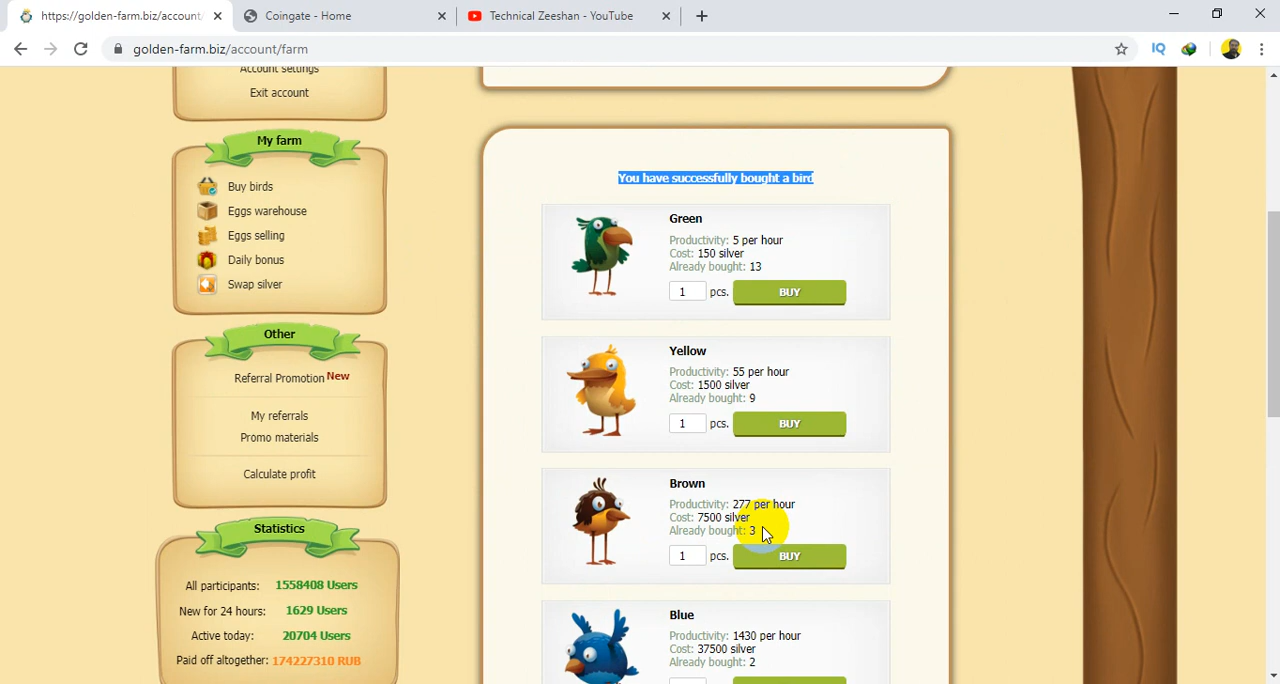 https://golden-farm.biz/account/
Coingate - Home
Technical Zeeshan - YouTube
golden-farm.biz/account/farm
IQ
Account settings
Exit account
My farm
Buy birds
Eggs warehouse
Eggs selling
Daily bonus
Swap silver
Other
Referral Promotion New
My referrals
Promo materials
Calculate profit
Statistics
All participants: 1558408 Users
New for 24 hours: 1629 Users
Active today: 20704 Users
Paid off altogether: 174227310 RUB
You have successfully bought a bird
Green
Productivity: 5 per hour
Cost: 150 silver
Already bought: 13
1 pcs. BUY
Yellow
Productivity: 55 per hour
Cost: 1500 silver
Already bought: 9
1 pcs. BUY
Brown
Productivity: 277 per hour
Cost: 7500 silver
Already bought: 3
1 pcs. BUY
Blue
Productivity: 1430 per hour
Cost: 37500 silver
Already bought: 2